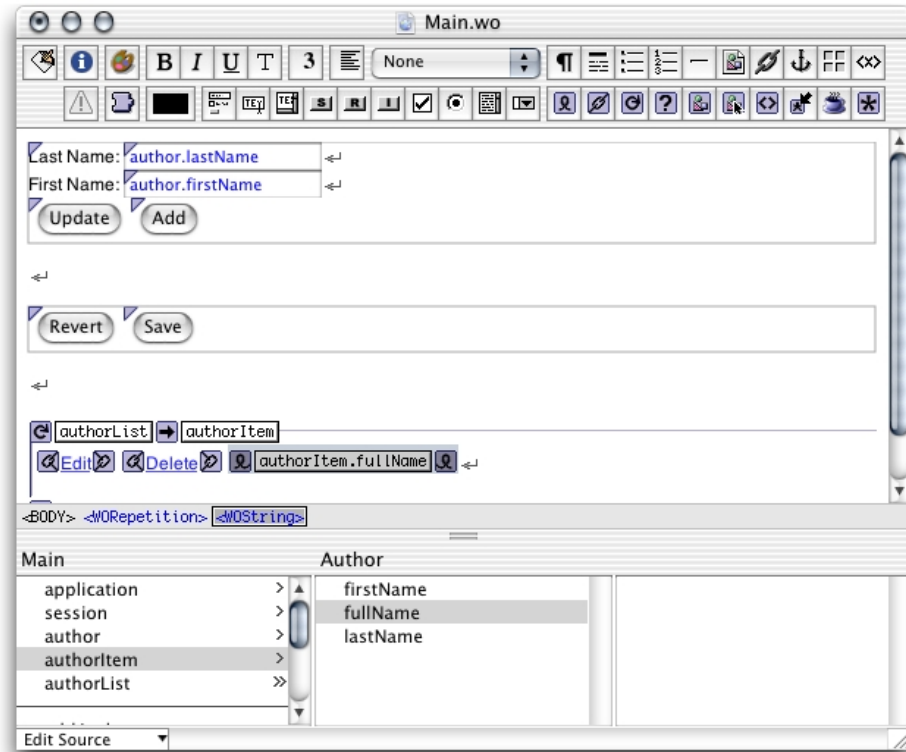 Main.wo
B I U T 3 None
S R I
Last Name: author.lastName
First Name: author.firstName
Update Add
Revert Save
authorList authorItem
Edit Delete authorItem.fullName
<BODY> <WORepetition> <WOString>
Main Author
application > firstName
session > fullName
author > lastName
authorItem >
authorList >>
Edit Source